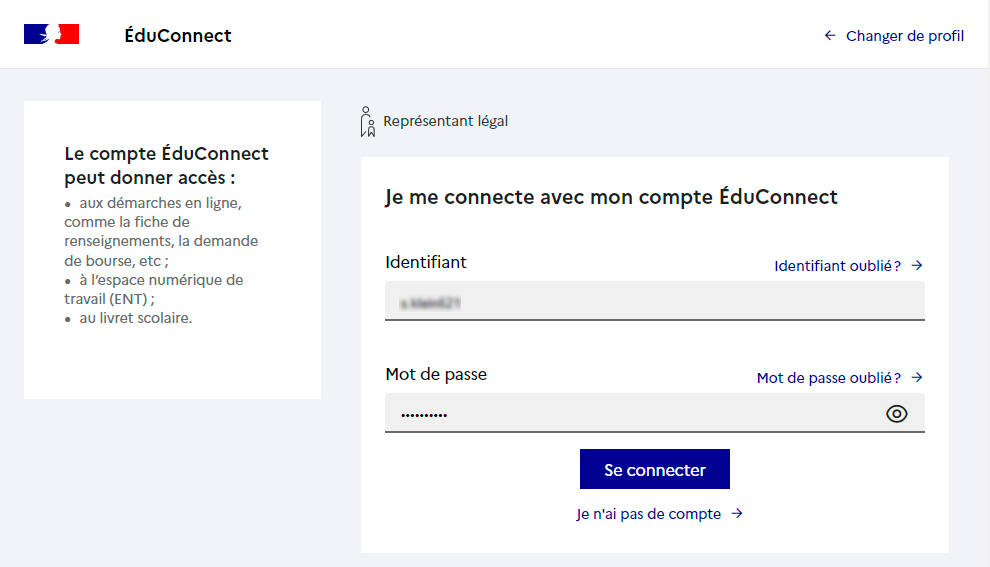 ÉduConnect
← Changer de profil
Le compte ÉduConnect
peut donner accès :
• aux démarches en ligne,
comme la fiche de
renseignements, la demande
de bourse, etc ;
• à l'espace numérique de
travail (ENT) ;
• au livret scolaire.
Représentant légal
Je me connecte avec mon compte ÉduConnect
Identifiant
Identifiant oublié? →
Mot de passe
Mot de passe oublié? →
••••••••••
Se connecter
Je n'ai pas de compte →